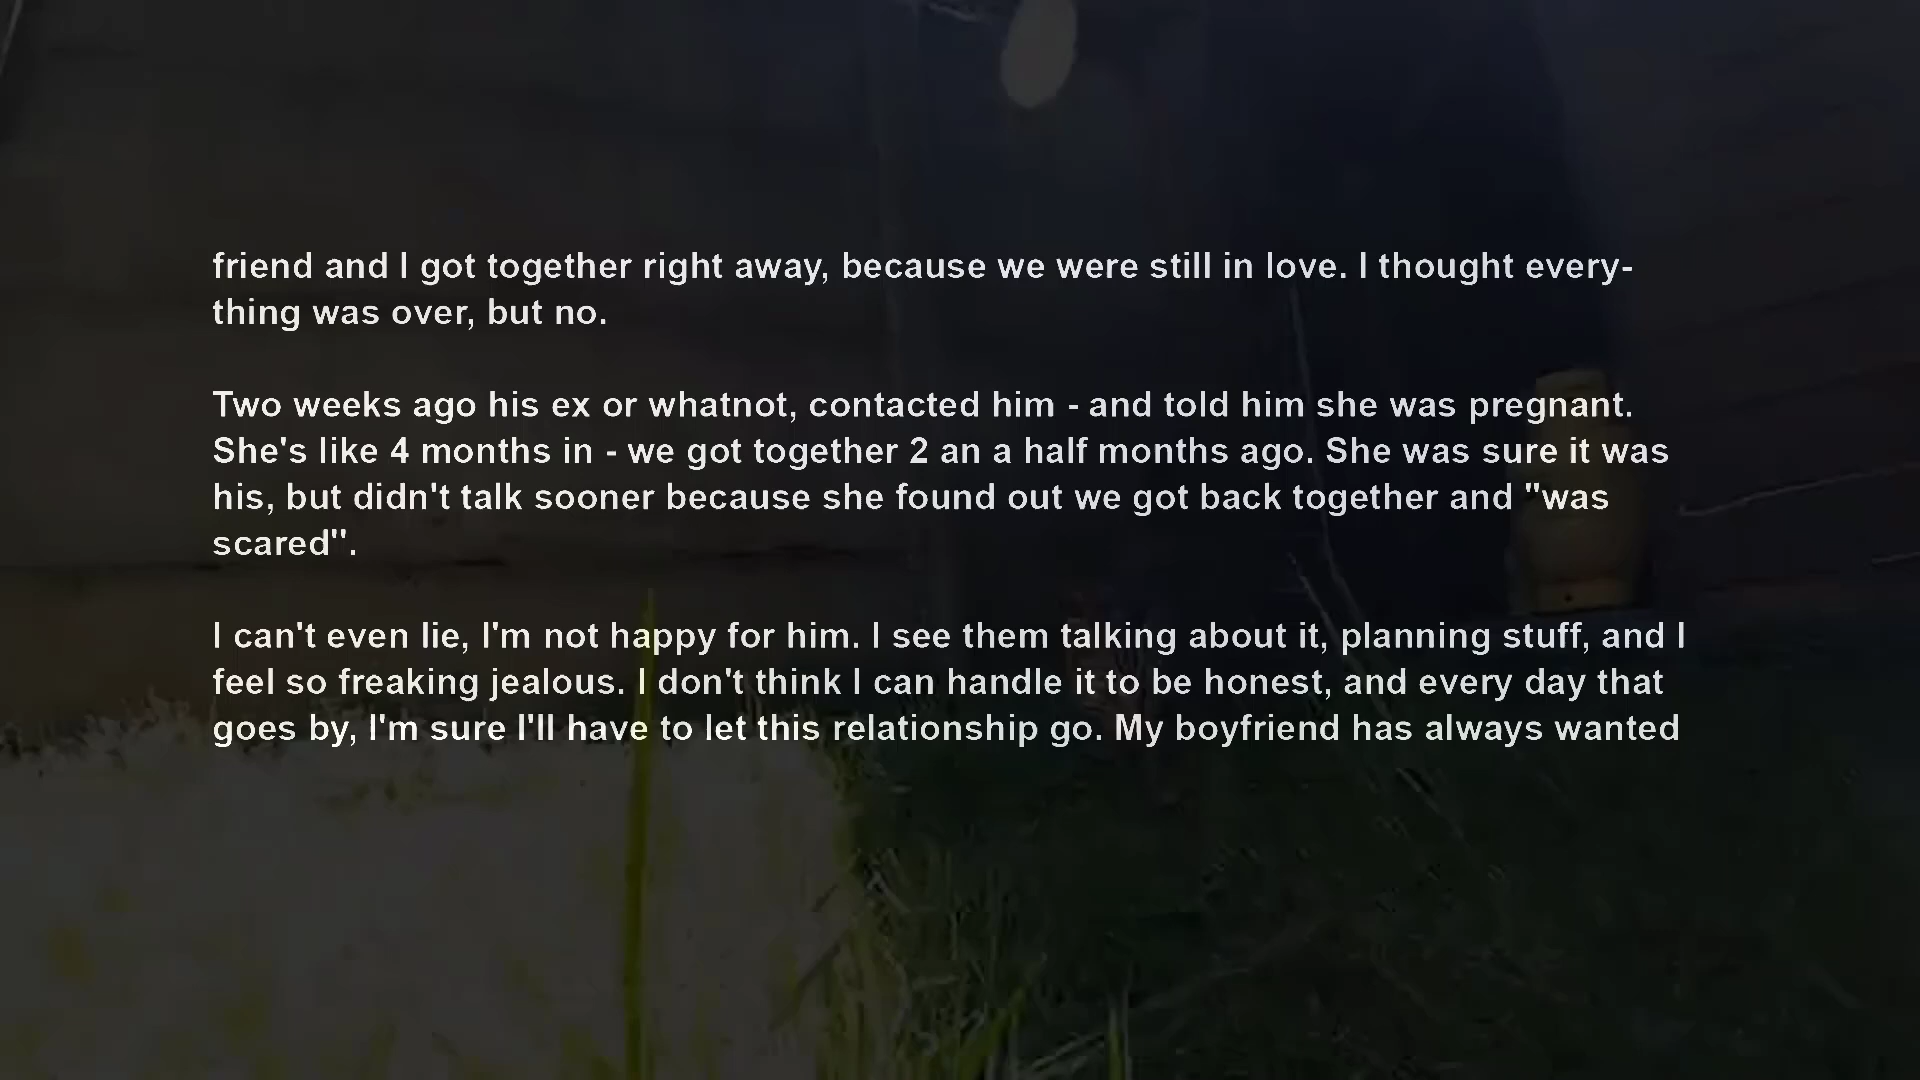 friend and I got together right away, because we were still in love. I thought every-
thing was over, but no.
Two weeks ago his ex or whatnot, contacted him - and told him she was pregnant.
She's like 4 months in - we got together 2 an a half months ago. She was sure it was
his, but didn't talk sooner because she found out we got back together and "was
scared".
I can't even lie, I'm not happy for him. I see them talking about it, planning stuff, and I
feel so freaking jealous. I don't think I can handle it to be honest, and every day that
goes by, I'm sure I'll have to let this relationship go. My boyfriend has always wanted